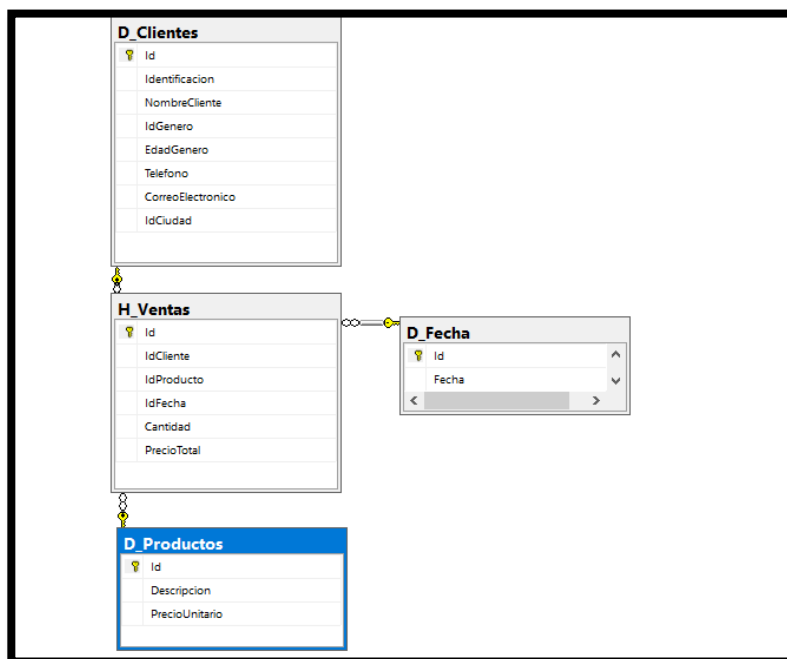 D_Clientes
Id
Identificacion
NombreCliente
IdGenero
EdadGenero
Telefono
CorreoElectronico
IdCiudad
H_Ventas
Id
IdCliente
IdProducto
IdFecha
Cantidad
PrecioTotal
D_Fecha
Id
Fecha
D_Productos
Id
Descripcion
PrecioUnitario